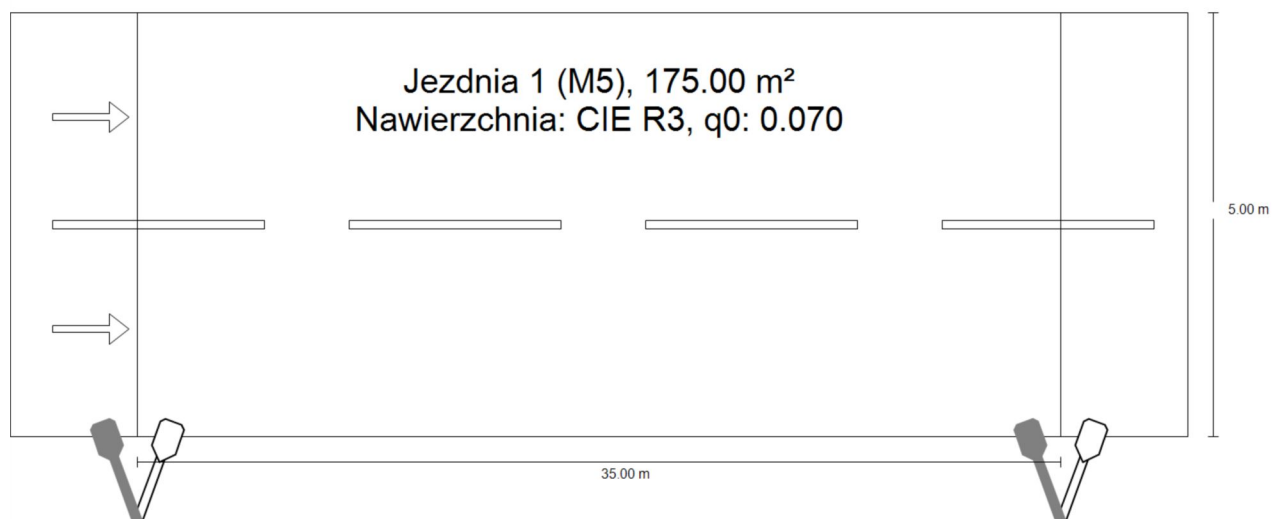 Jezdnia 1 (M5), 175.00 m²
Nawierzchnia: CIE R3, q0: 0.070
5.00 m
35.00 m